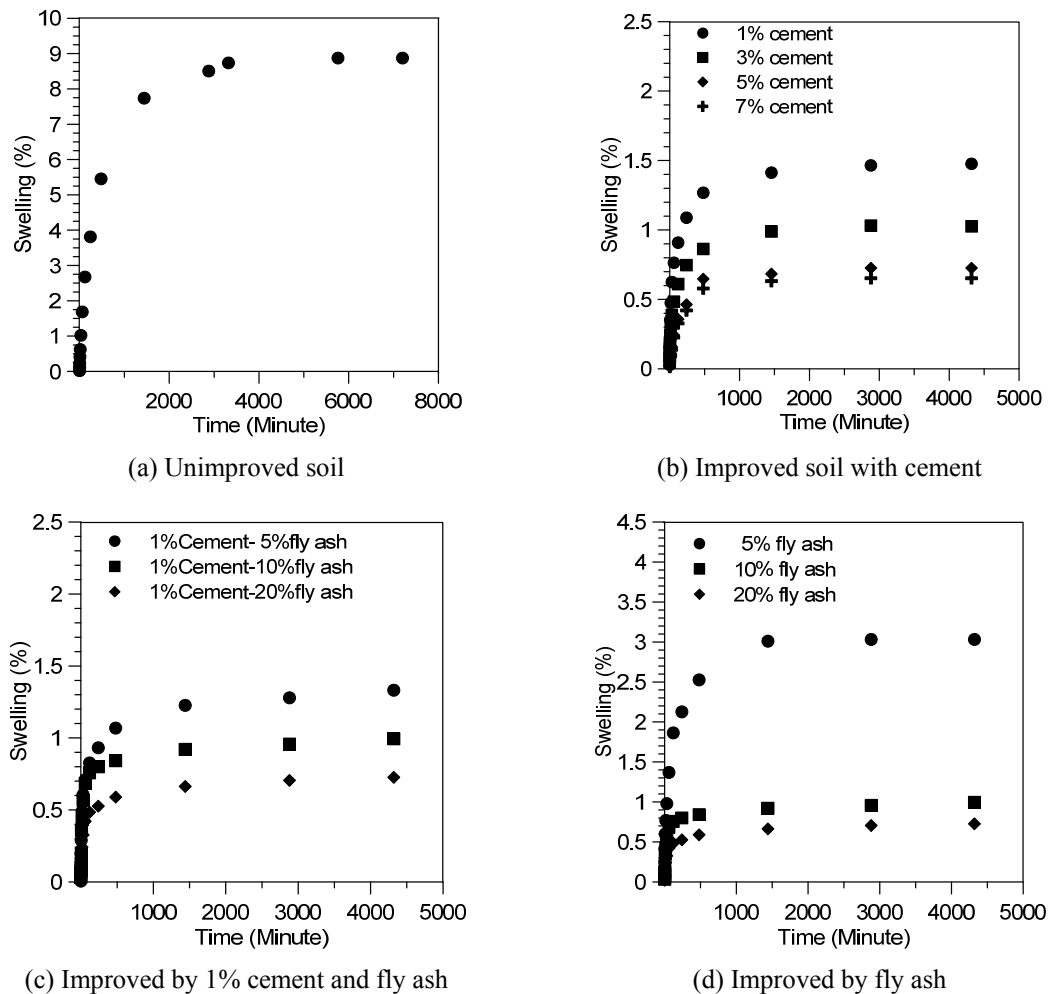 10
9
8
7
6
5
4
3
2
1
0
Swelling (%)
2000 4000 6000 8000
Time (Minute)
(a) Unimproved soil
1% cement
3% cement
5% cement
7% cement
2.5
2
1.5
1
0.5
0
Swelling (%)
1000 2000 3000 4000 5000
Time (Minute)
(b) Improved soil with cement
1%Cement- 5%fly ash
1%Cement-10%fly ash
1%Cement-20%fly ash
2.5
2
1.5
1
0.5
0
Swelling (%)
1000 2000 3000 4000 5000
Time (Minute)
(c) Improved by 1% cement and fly ash
5% fly ash
10% fly ash
20% fly ash
4.5
4
3.5
3
2.5
2
1.5
1
0.5
0
Swelling (%)
1000 2000 3000 4000 5000
Time (Minute)
(d) Improved by fly ash